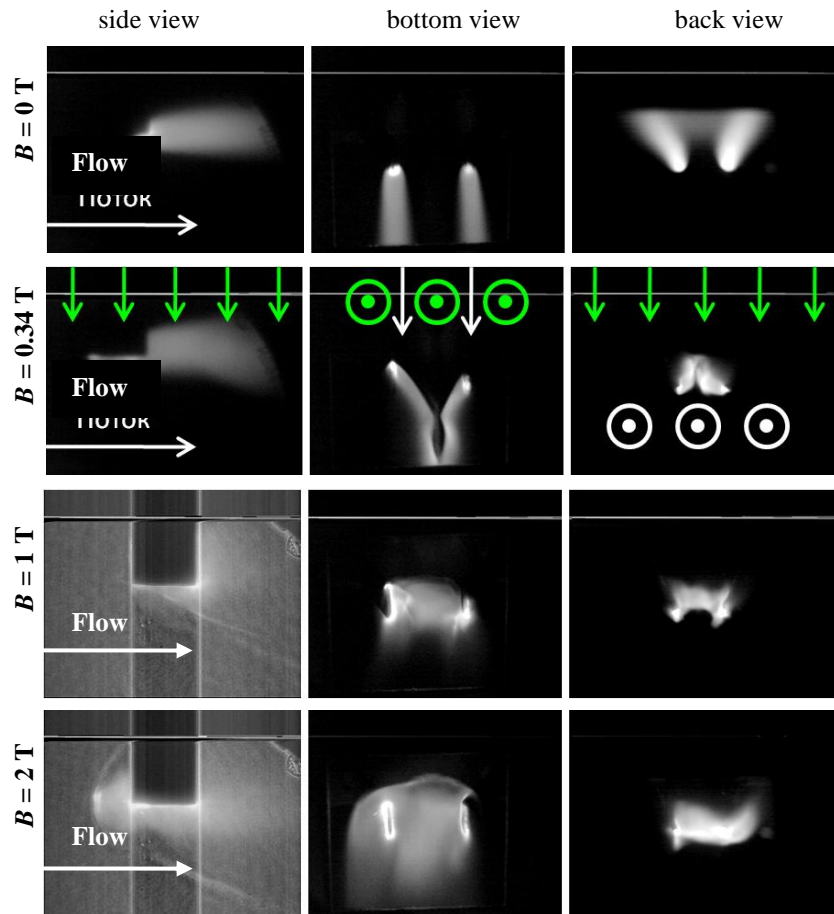 side view bottom view back view
B = 0 T
Flow
B = 0.34 T
Flow
B = 1 T
Flow
B = 2 T
Flow